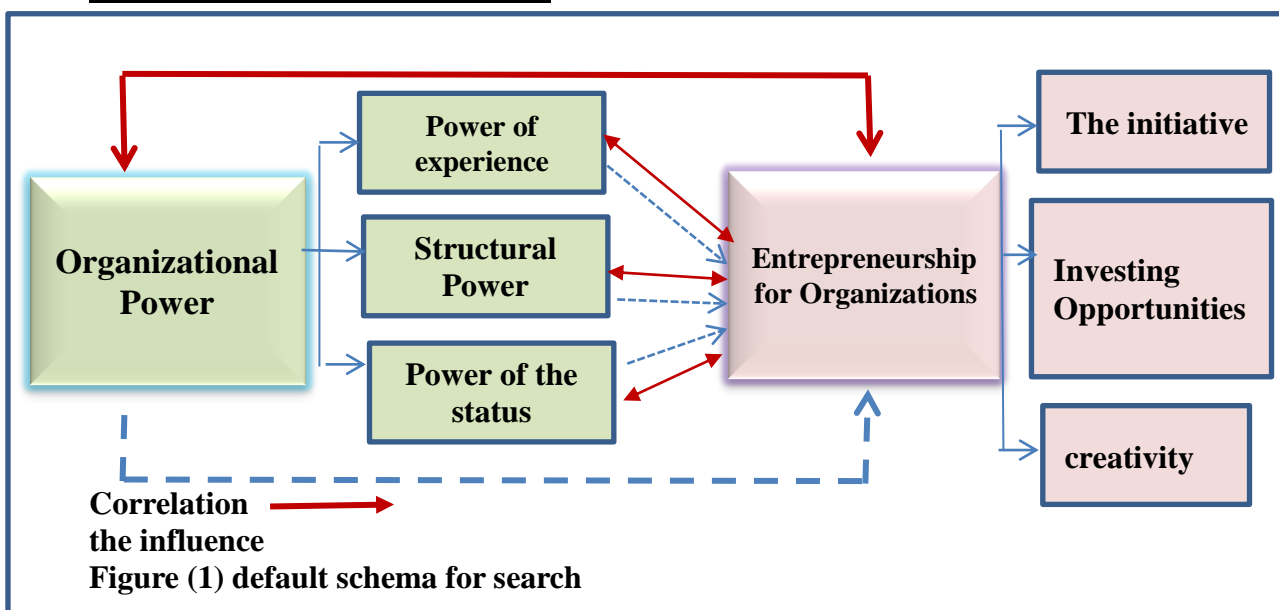 Power of
experience
The initiative
Organizational
Power
Structural
Power
Entrepreneurship
for Organizations
Investing
Opportunities
Power of the
status
creativity
Correlation
the influence
Figure (1) default schema for search